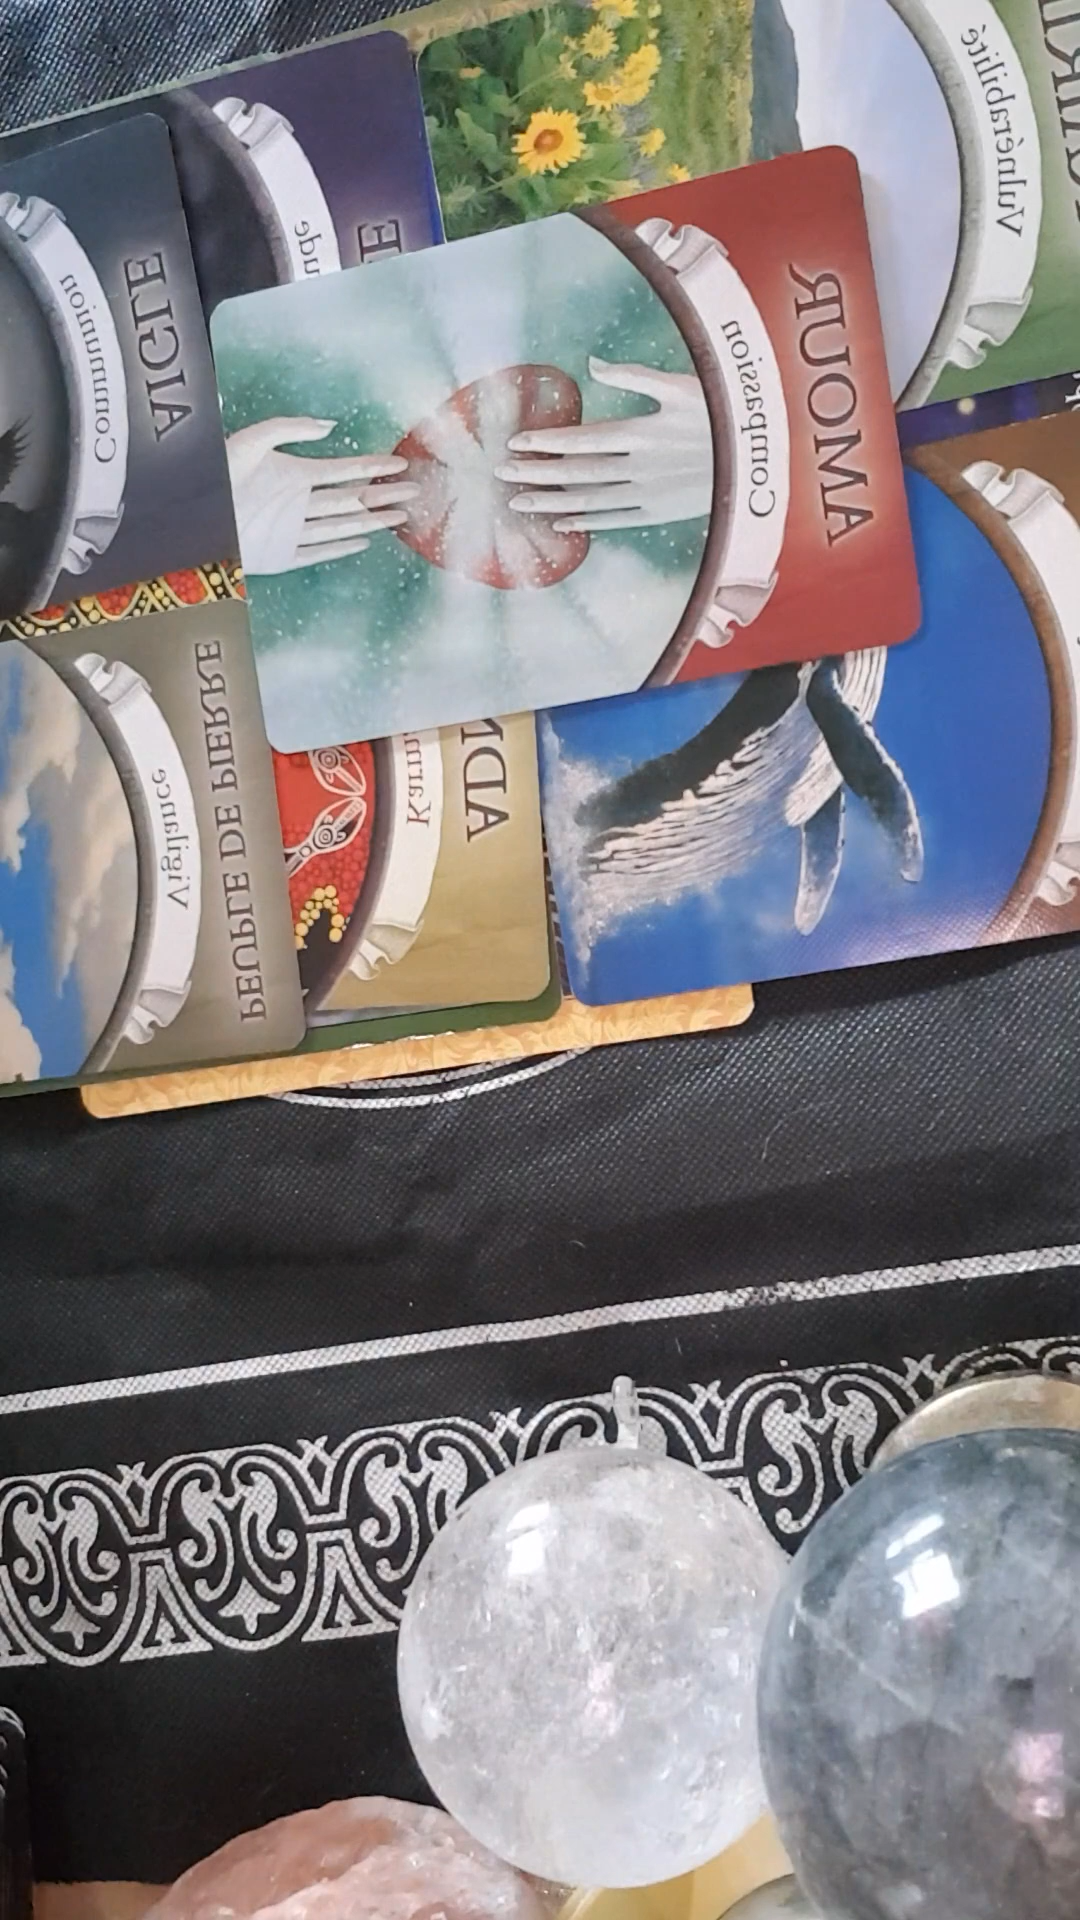 Vulnérabilité
AMOUR
Compassion
AIGLE
Communion
PEUPLE DE PIERRE
Vigilance